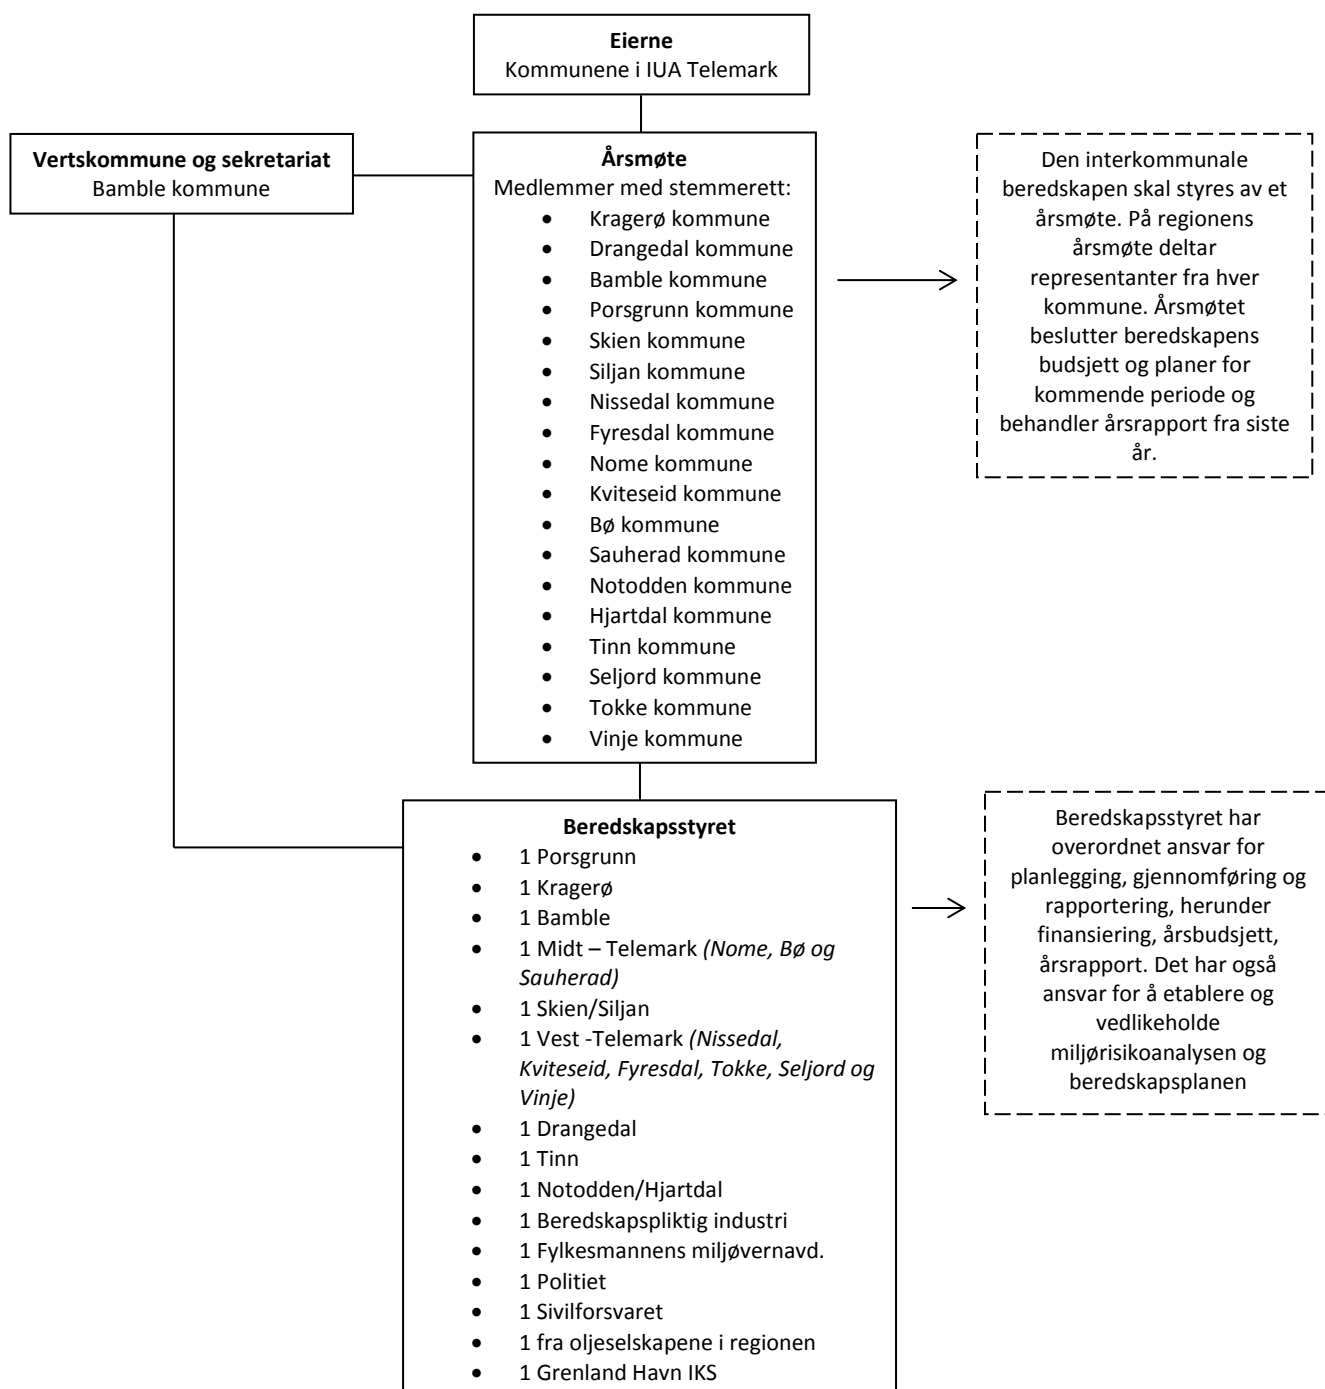 Eierne
Kommunene i IUA Telemark
Vertskommune og sekretariat
Bamble kommune
Årsmøte
Medlemmer med stemmerett:
• Kragerø kommune
• Drangedal kommune
• Bamble kommune
• Porsgrunn kommune
• Skien kommune
• Siljan kommune
• Nissedal kommune
• Fyresdal kommune
• Nome kommune
• Kviteseid kommune
• Bø kommune
• Sauherad kommune
• Notodden kommune
• Hjartdal kommune
• Tinn kommune
• Seljord kommune
• Tokke kommune
• Vinje kommune
Den interkommunale
beredskapen skal styres av et
årsmøte. På regionens
årsmøte deltar
representanter fra hver
kommune. Årsmøtet
beslutter beredskapens
budsjett og planer for
kommende periode og
behandler årsrapport fra siste
år.
Beredskapsstyret
• 1 Porsgrunn
• 1 Kragerø
• 1 Bamble
• 1 Midt – Telemark (Nome, Bø og
Sauherad)
• 1 Skien/Siljan
• 1 Vest -Telemark (Nissedal,
Kviteseid, Fyresdal, Tokke, Seljord og
Vinje)
• 1 Drangedal
• 1 Tinn
• 1 Notodden/Hjartdal
• 1 Beredskapspliktig industri
• 1 Fylkesmannens miljøvernavd.
• 1 Politiet
• 1 Sivilforsvaret
• 1 fra oljeselskapene i regionen
• 1 Grenland Havn IKS
Beredskapsstyret har
overordnet ansvar for
planlegging, gjennomføring og
rapportering, herunder
finansiering, årsbudsjett,
årsrapport. Det har også
ansvar for å etablere og
vedlikeholde
miljørisikoanalysen og
beredskapsplanen